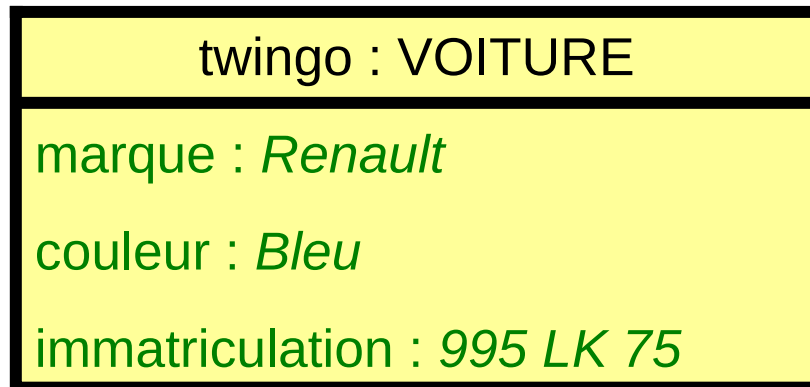 twingo : VOITURE
marque : Renault
couleur : Bleu
immatriculation : 995 LK 75